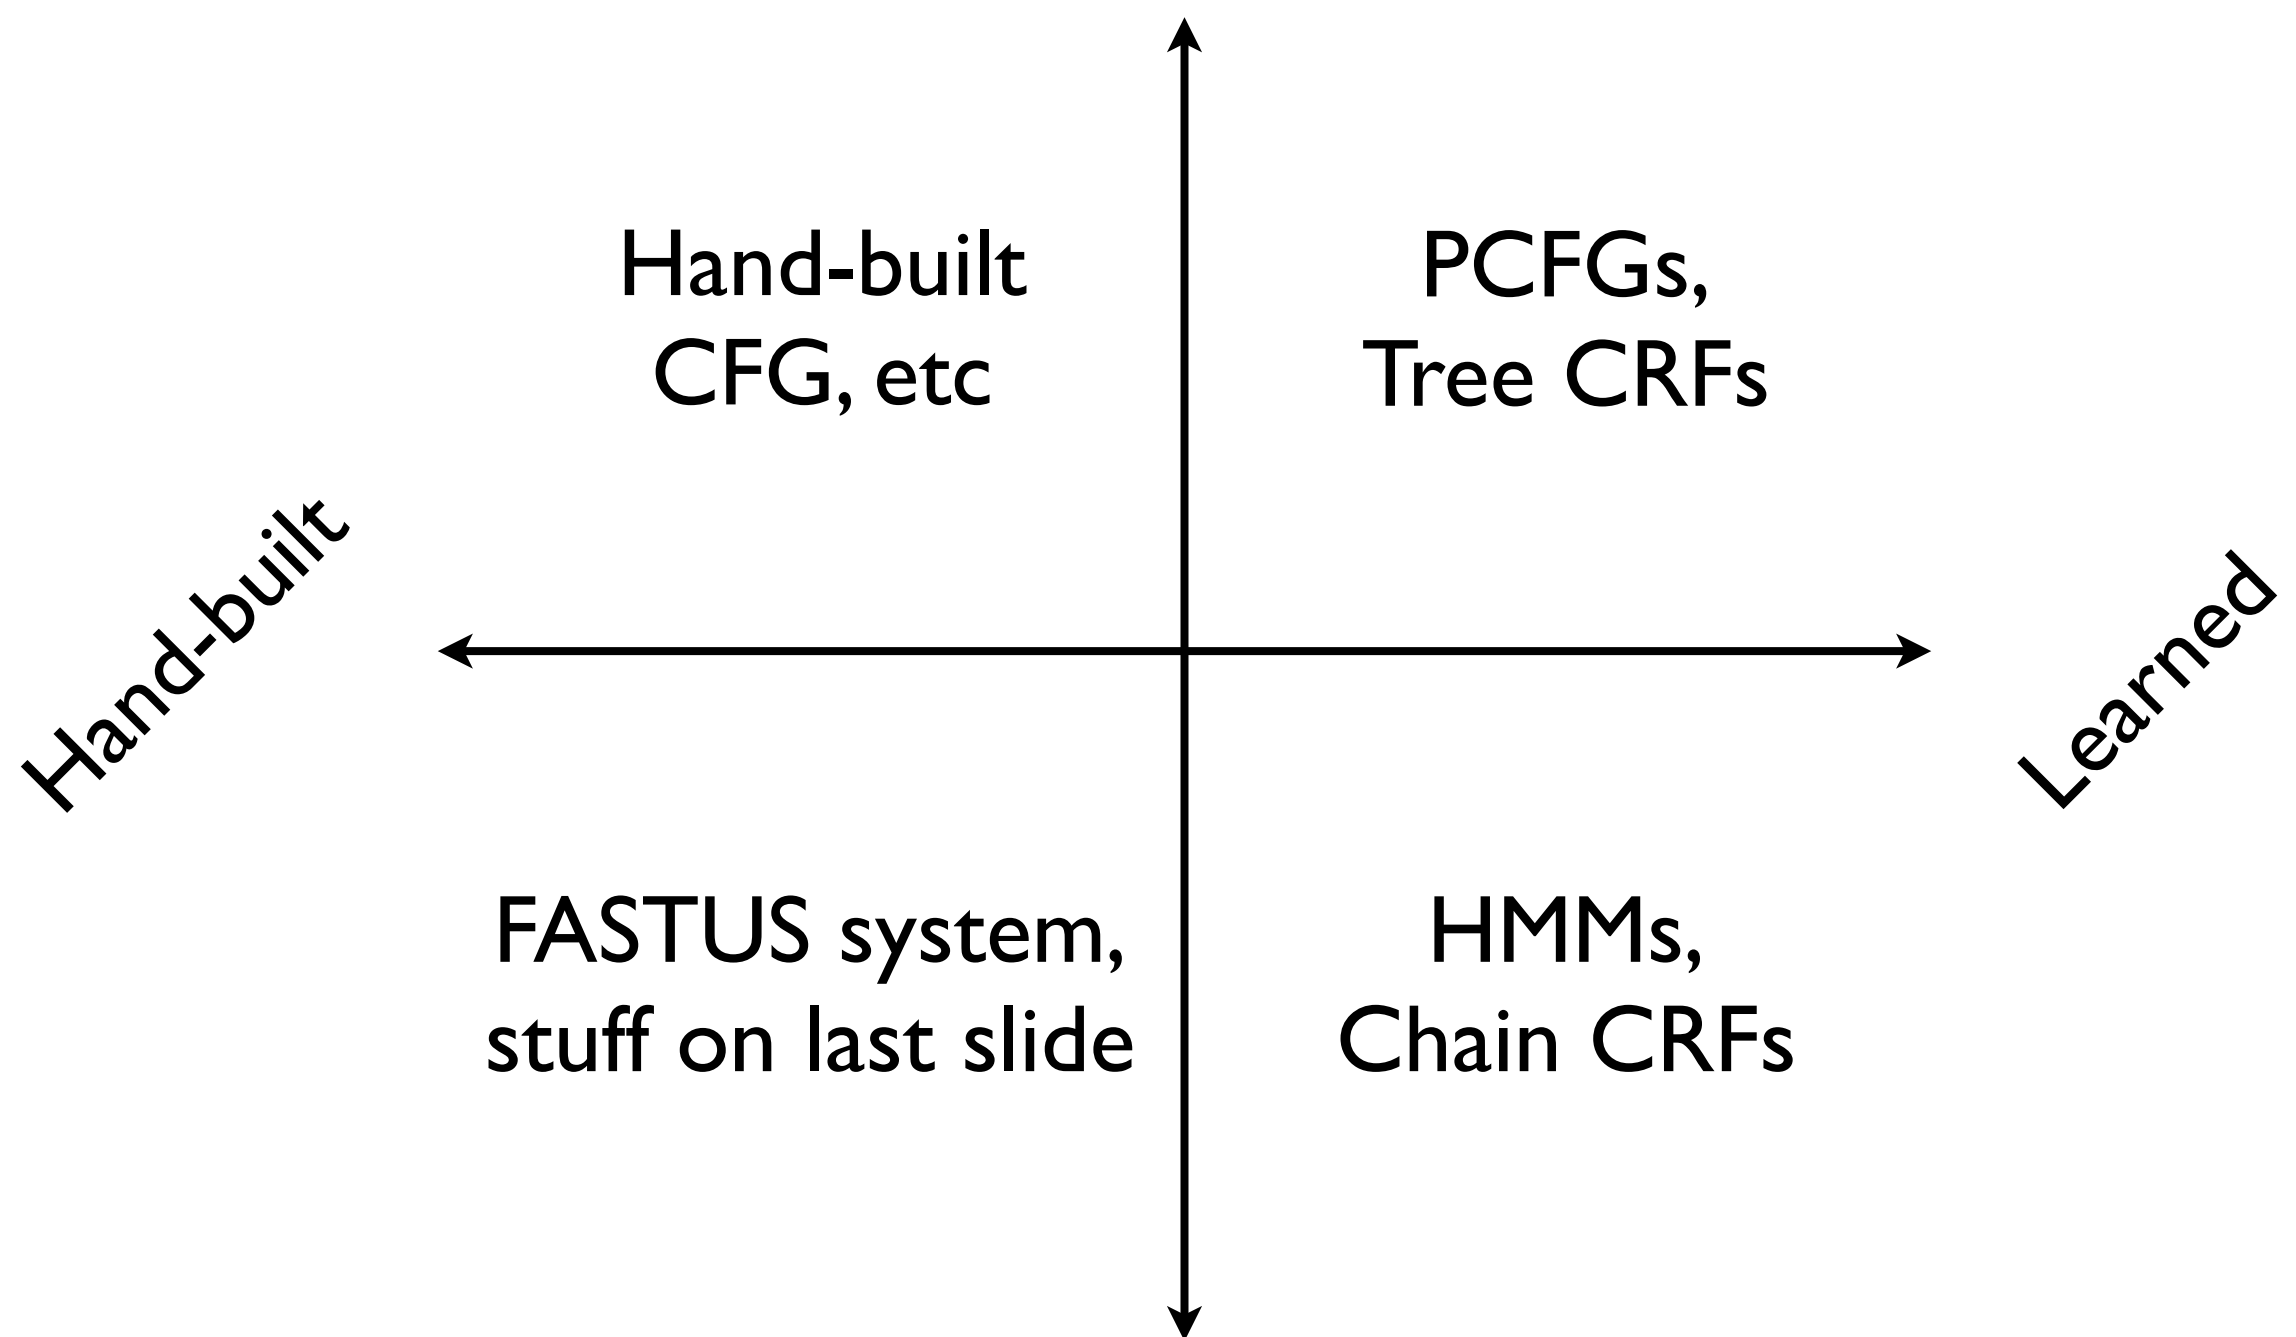 Hand-built
CFG, etc
PCFGs,
Tree CRFs
Hand-built
Learned
FASTUS system,
stuff on last slide
HMMs,
Chain CRFs